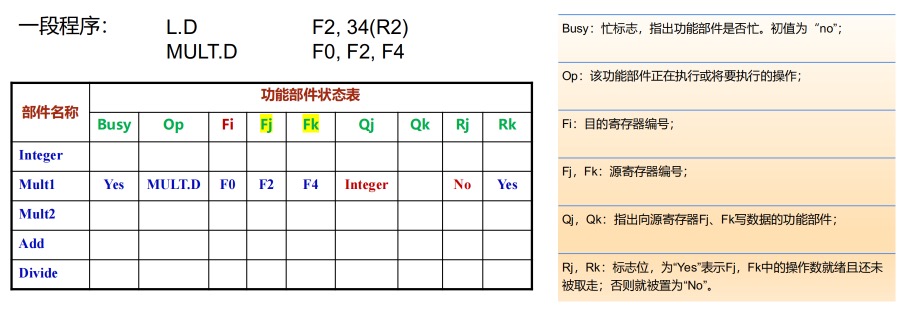 一段程序： L.D F2, 34(R2)
MULT.D F0, F2, F4
部件名称 功能部件状态表
Busy Op Fi Fj Fk Qj Qk Rj Rk
Integer
Mult1 Yes MULT.D F0 F2 F4 Integer No Yes
Mult2
Add
Divide
Busy：忙标志，指出功能部件是否忙。初值为“no”；
Op：该功能部件正在执行或将要执行的操作；
Fi：目的寄存器编号；
Fj，Fk：源寄存器编号；
Qj，Qk：指出向源寄存器Fj、Fk写数据的功能部件；
Rj，Rk：标志位，为“Yes”表示Fj，Fk中的操作数就绪且还未
被取走；否则就被置为“No”。